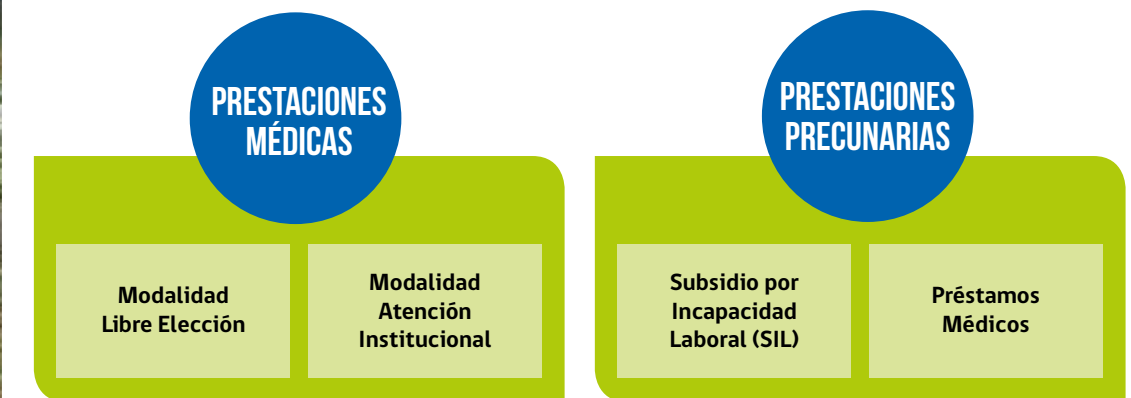 PRESTACIONES
MÉDICAS
Modalidad
Libre Elección
Modalidad
Atención
Institucional
PRESTACIONES
PRECUNARIAS
Subsidio por
Incapacidad
Laboral (SIL)
Préstamos
Médicos